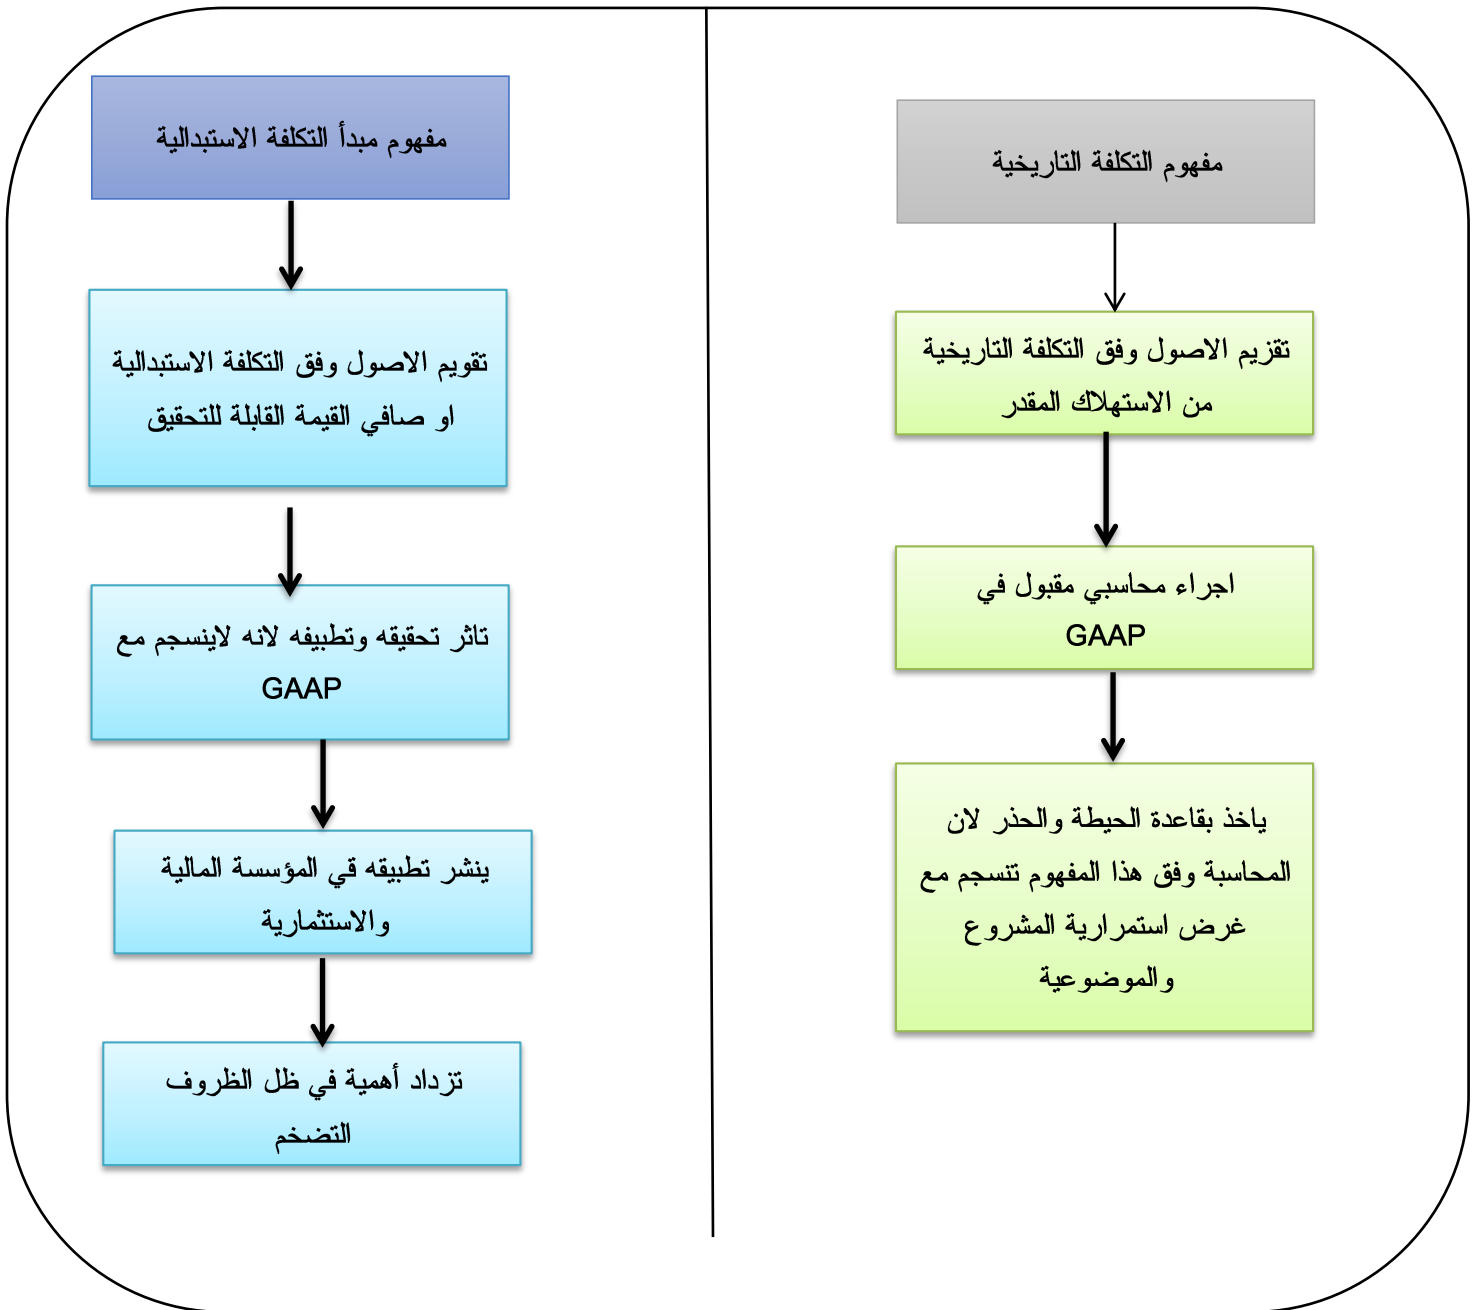 مفهوم التكلفة التاريخية
تقزيم الاصول وفق التكلفة التاريخية
من الاستهلاك المقدر
اجراء محاسبي مقبول في
GAAP
ياخذ بقاعدة الحيطة والحذر لان
المحاسبة وفق هذا المفهوم تنسجم مع
غرض استمرارية المشروع
والموضوعية
مفهوم مبدأ التكلفة الاستبدالية
تقويم الاصول وفق التكلفة الاستبدالية
او صافي القيمة القابلة للتحقيق
تاثر تحقيقه وتطبيفه لانه لاينسجم مع
GAAP
ينشر تطبيقه قي المؤسسة المالية
والاستثمارية
تزداد أهمية في ظل الظروف
التضخم